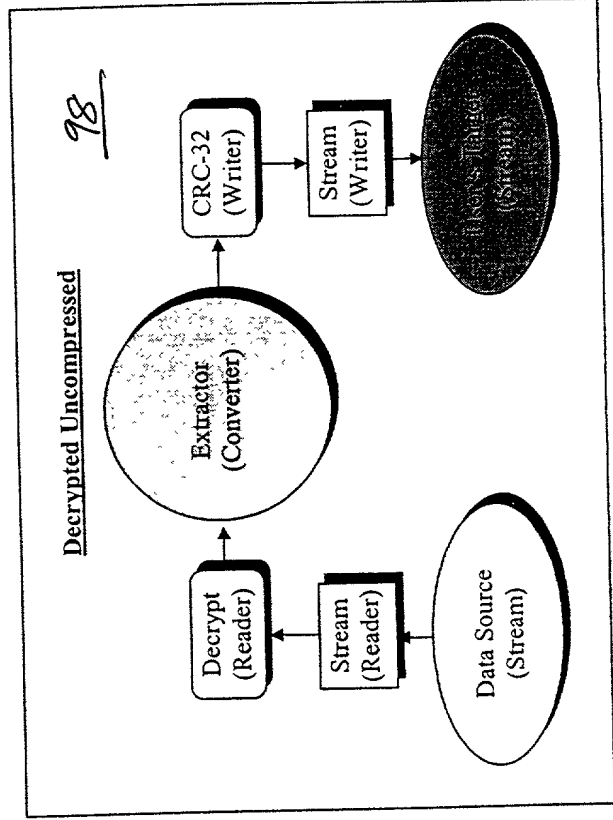 98
Decrypted Uncompressed
Extractor
(Converter)
Decrypt
(Reader)
Stream
(Reader)
Data Source
(Stream)
CRC-32
(Writer)
Stream
(Writer)
(Stream)